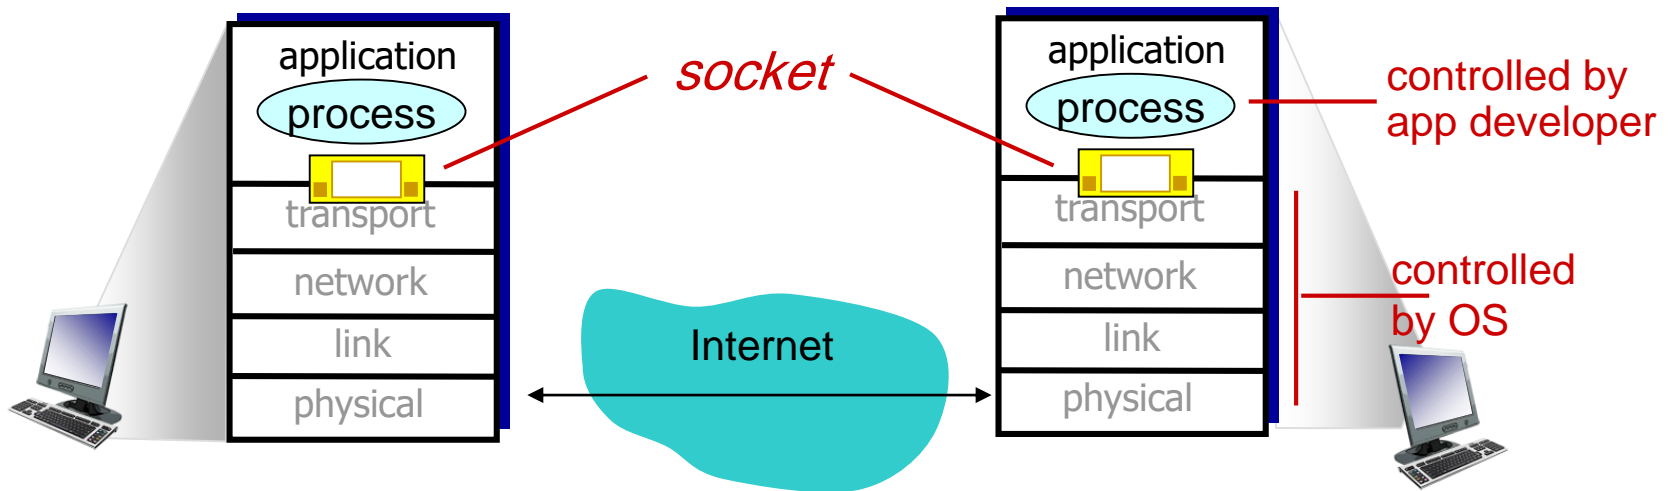 application
process
transport
network
link
physical
socket
Internet
application
process
transport
network
link
physical
controlled by
app developer
controlled
by OS